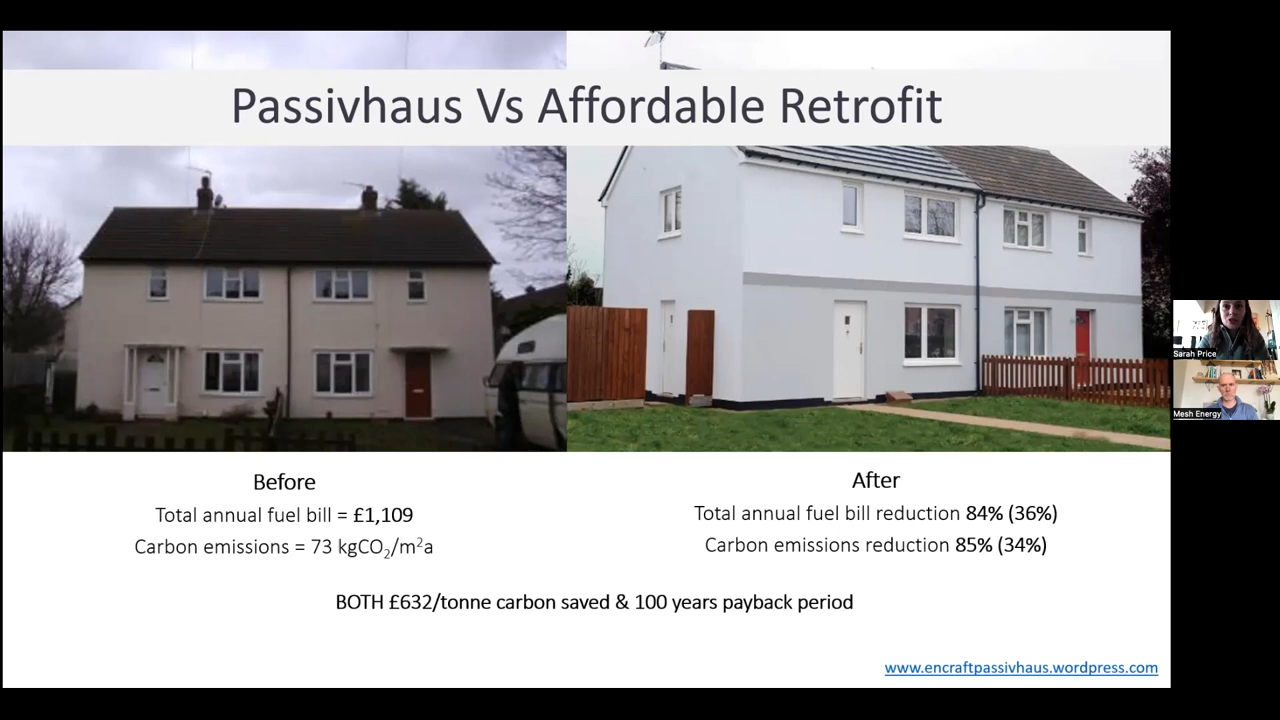 Passivhaus Vs Affordable Retrofit
Before
Total annual fuel bill = £1,109
Carbon emissions = 73 kgCO₂/m²a
After
Total annual fuel bill reduction 84% (36%)
Carbon emissions reduction 85% (34%)
BOTH £632/tonne carbon saved & 100 years payback period
www.encraftpassivhaus.wordpress.com
Sarah Price
Mesh Energy